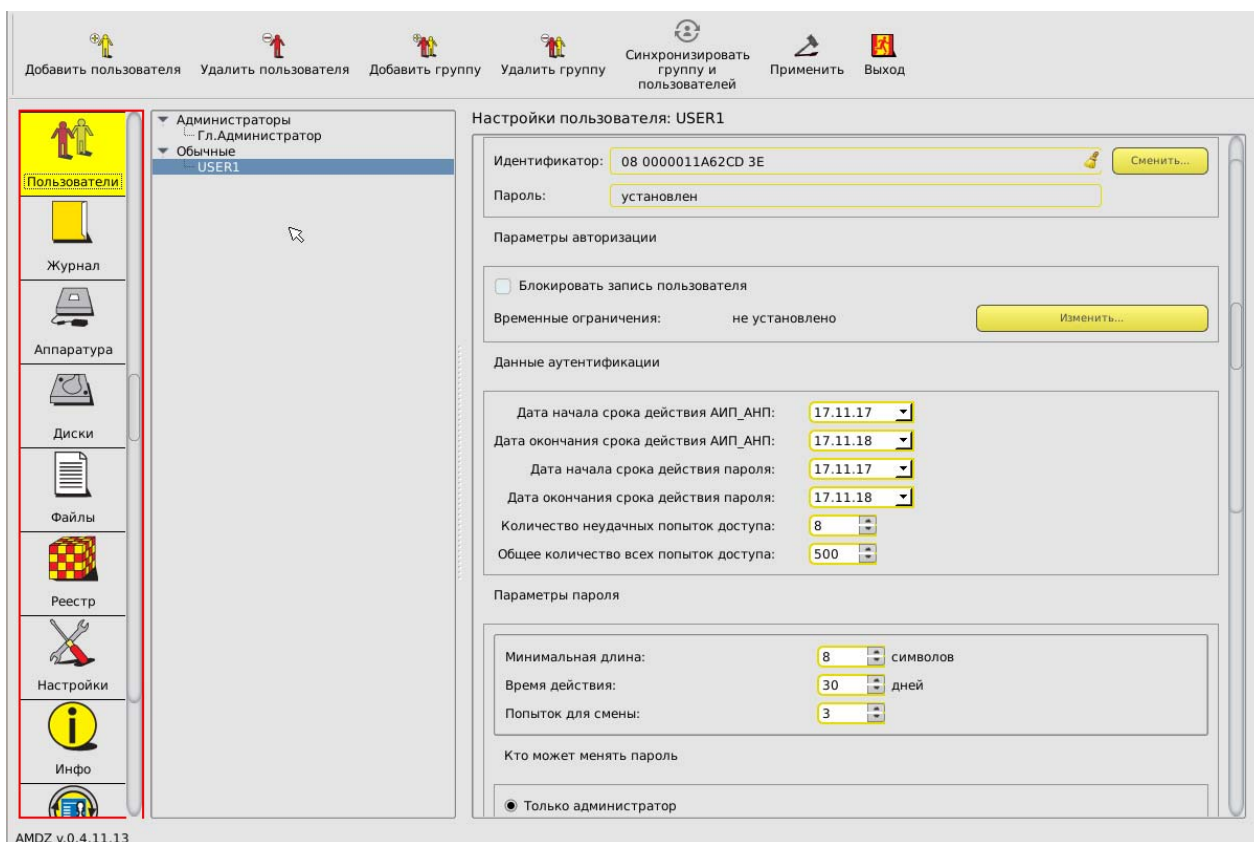 Добавить пользователя
Удалить пользователя
Добавить группу
Удалить группу
Синхронизировать
группу и
пользователей
Применить
Выход
Пользователи
Журнал
Аппаратура
Диски
Файлы
Реестр
Настройки
Инфо
Администраторы
Гл.Администратор
Обычные
USER1
Настройки пользователя: USER1
Идентификатор: 08 0000011A62CD 3E Сменить...
Пароль: установлен
Параметры авторизации
Блокировать запись пользователя
Временные ограничения: не установлено Изменить...
Данные аутентификации
Дата начала срока действия АИП_АНП: 17.11.17
Дата окончания срока действия АИП_АНП: 17.11.18
Дата начала срока действия пароля: 17.11.17
Дата окончания срока действия пароля: 17.11.18
Количество неудачных попыток доступа: 8
Общее количество всех попыток доступа: 500
Параметры пароля
Минимальная длина: 8 символов
Время действия: 30 дней
Попыток для смены: 3
Кто может менять пароль
Только администратор
AMDZ v.0.4.11.13